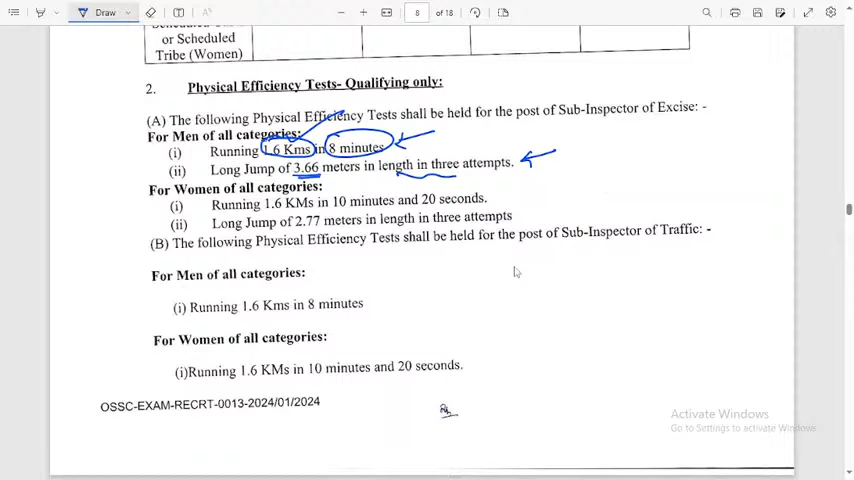 Draw
8 of 18
or Scheduled
Tribe (Women)
2. Physical Efficiency Tests- Qualifying only:
(A) The following Physical Efficiency Tests shall be held for the post of Sub-Inspector of Excise: -
For Men of all categories:
(i) Running 1.6 Kms in 8 minutes
(ii) Long Jump of 3.66 meters in length in three attempts.
For Women of all categories:
(i) Running 1.6 KMs in 10 minutes and 20 seconds.
(ii) Long Jump of 2.77 meters in length in three attempts
(B) The following Physical Efficiency Tests shall be held for the post of Sub-Inspector of Traffic: -
For Men of all categories:
(i) Running 1.6 Kms in 8 minutes
For Women of all categories:
(i)Running 1.6 KMs in 10 minutes and 20 seconds.
OSSC-EXAM-RECRT-0013-2024/01/2024
Activate Windows
Go to Settings to activate Windows